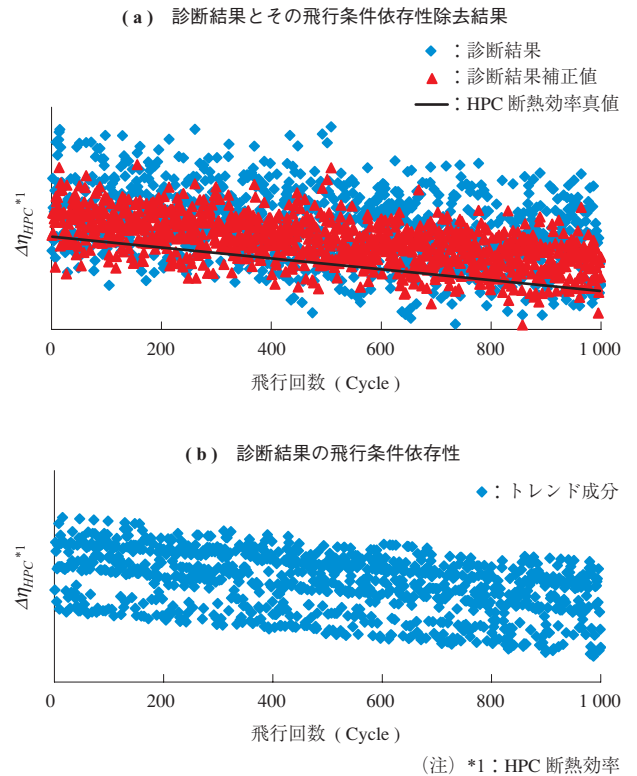 ( a ) 診断結果とその飛行条件依存性除去結果
◆：診断結果
▲：診断結果補正値
━：HPC 断熱効率真値
Δη_HPC *1
0 200 400 600 800 1 000
飛行回数 ( Cycle )
( b ) 診断結果の飛行条件依存性
◆：トレンド成分
Δη_HPC *1
0 200 400 600 800 1 000
飛行回数 ( Cycle )
（注）*1：HPC 断熱効率